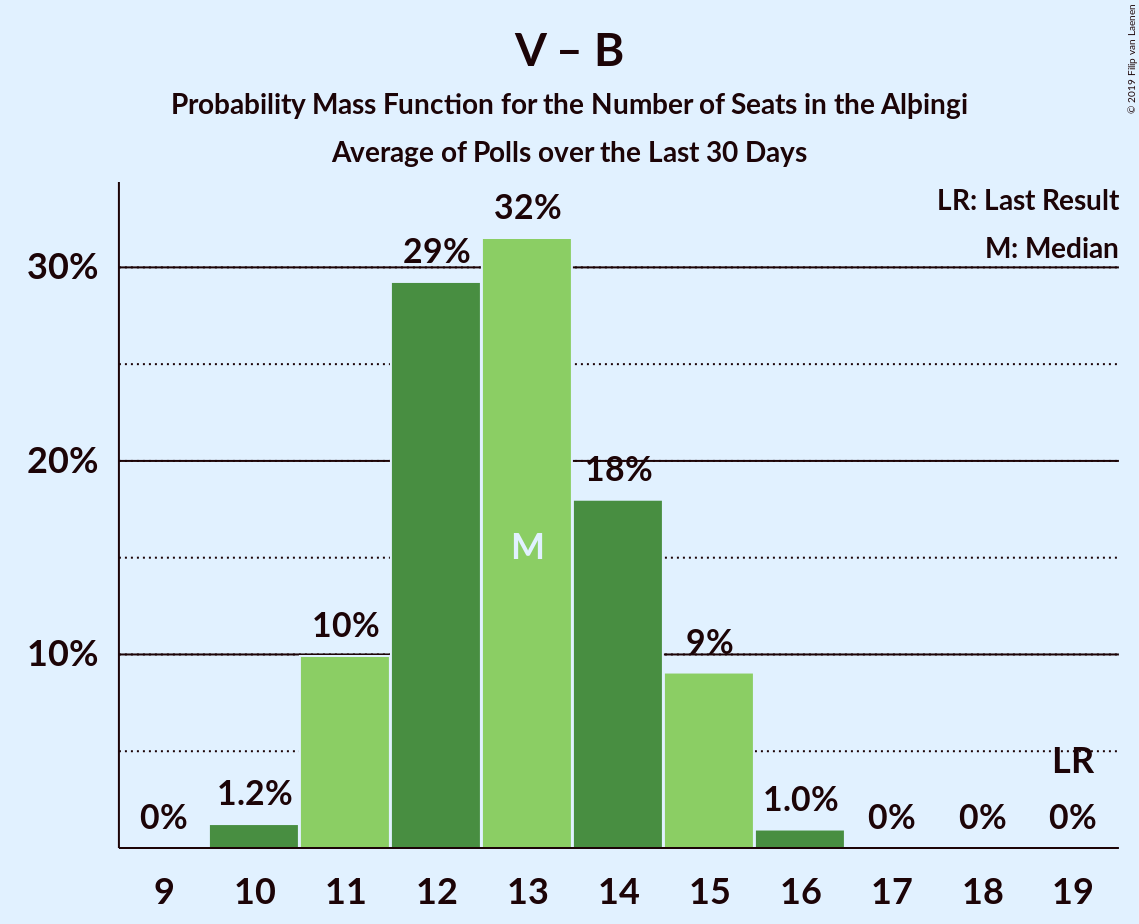 V – B
Probability Mass Function for the Number of Seats in the Alþingi
Average of Polls over the Last 30 Days
© 2019 Filip van Laenen
LR: Last Result
M: Median
32%
29%
30%
18%
20%
M
10%
9%
10%
LR
1.2%
1.0%
0%
0%
0%
0%
9 10 11 12 13 14 15 16 17 18 19